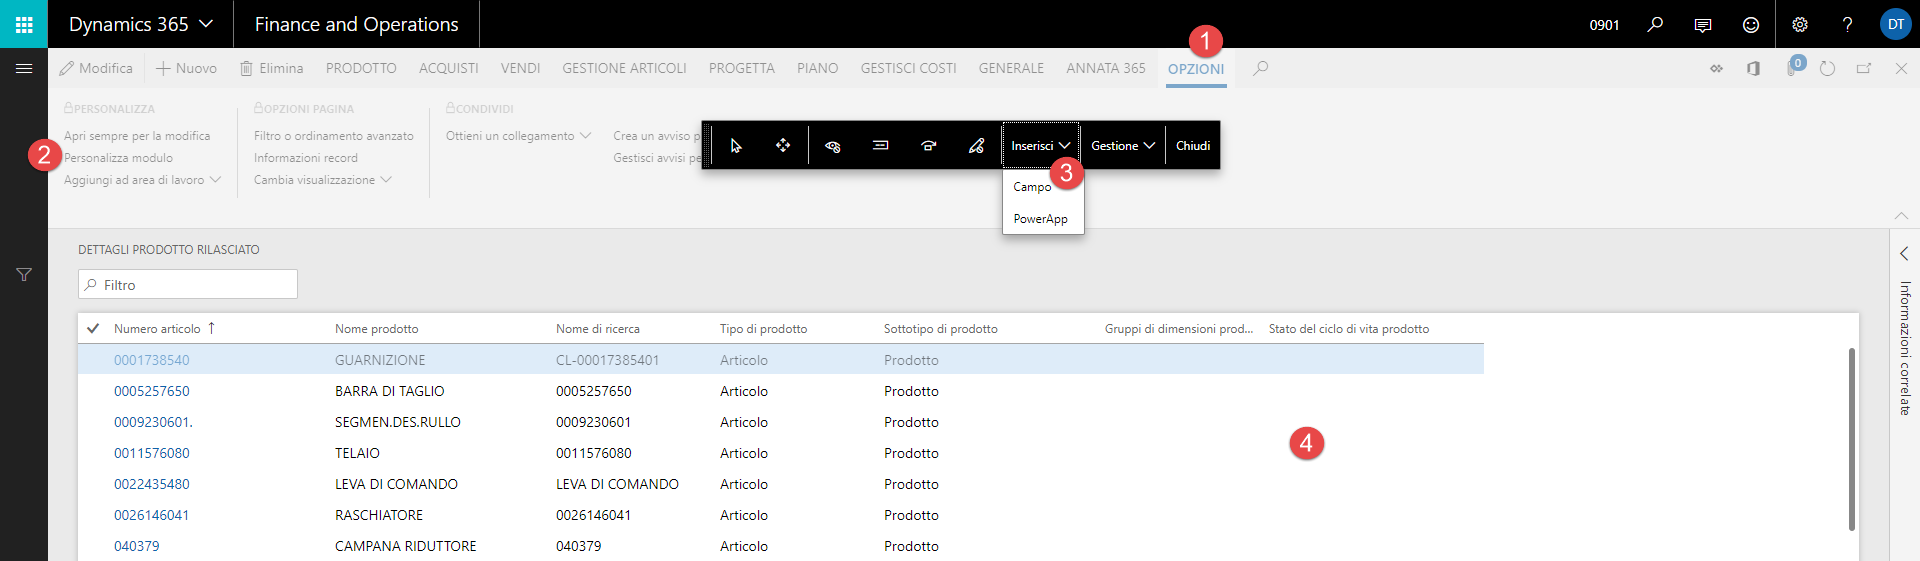 Dynamics 365 Finance and Operations 0901 ? DT
1
Modifica Nuovo Elimina PRODOTTO ACQUISTI VENDI GESTIONE ARTICOLI PROGETTA PIANO GESTISCI COSTI GENERALE ANNATA 365 OPZIONI 0
PERSONALIZZA OPZIONI PAGINA CONDIVIDI
Apri sempre per la modifica Filtro o ordinamento avanzato Ottieni un collegamento Crea un avviso p
2 Personalizza modulo Informazioni record Gestisci avvisi pe
Aggiungi ad area di lavoro Cambia visualizzazione
Inserisci Gestione Chiudi
3
Campo
PowerApp
DETTAGLI PRODOTTO RILASCIATO
Filtro
Informazioni correlate
Numero articolo Nome prodotto Nome di ricerca Tipo di prodotto Sottotipo di prodotto Gruppi di dimensioni prod... Stato del ciclo di vita prodotto
0001738540 GUARNIZIONE CL-00017385401 Articolo Prodotto
0005257650 BARRA DI TAGLIO 0005257650 Articolo Prodotto
0009230601. SEGMEN.DES.RULLO 0009230601 Articolo Prodotto
4
0011576080 TELAIO 0011576080 Articolo Prodotto
0022435480 LEVA DI COMANDO LEVA DI COMANDO Articolo Prodotto
0026146041 RASCHIATORE 0026146041 Articolo Prodotto
040379 CAMPANA RIDUTTORE 040379 Articolo Prodotto